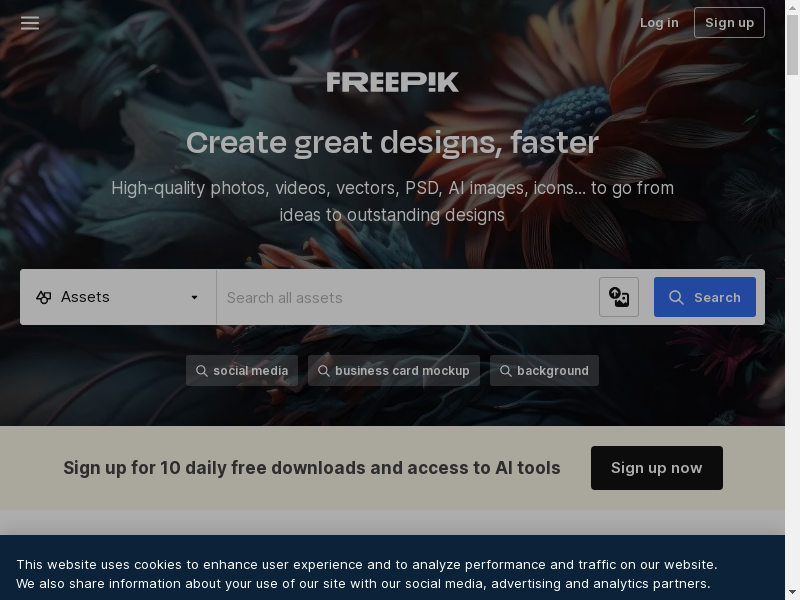 Log in
Sign up
FREEPIK
Create great designs, faster
High-quality photos, videos, vectors, PSD, AI images, icons... to go from
ideas to outstanding designs
Assets
Search all assets
Search
social media
business card mockup
background
Sign up for 10 daily free downloads and access to AI tools
Sign up now
This website uses cookies to enhance user experience and to analyze performance and traffic on our website.
We also share information about your use of our site with our social media, advertising and analytics partners.